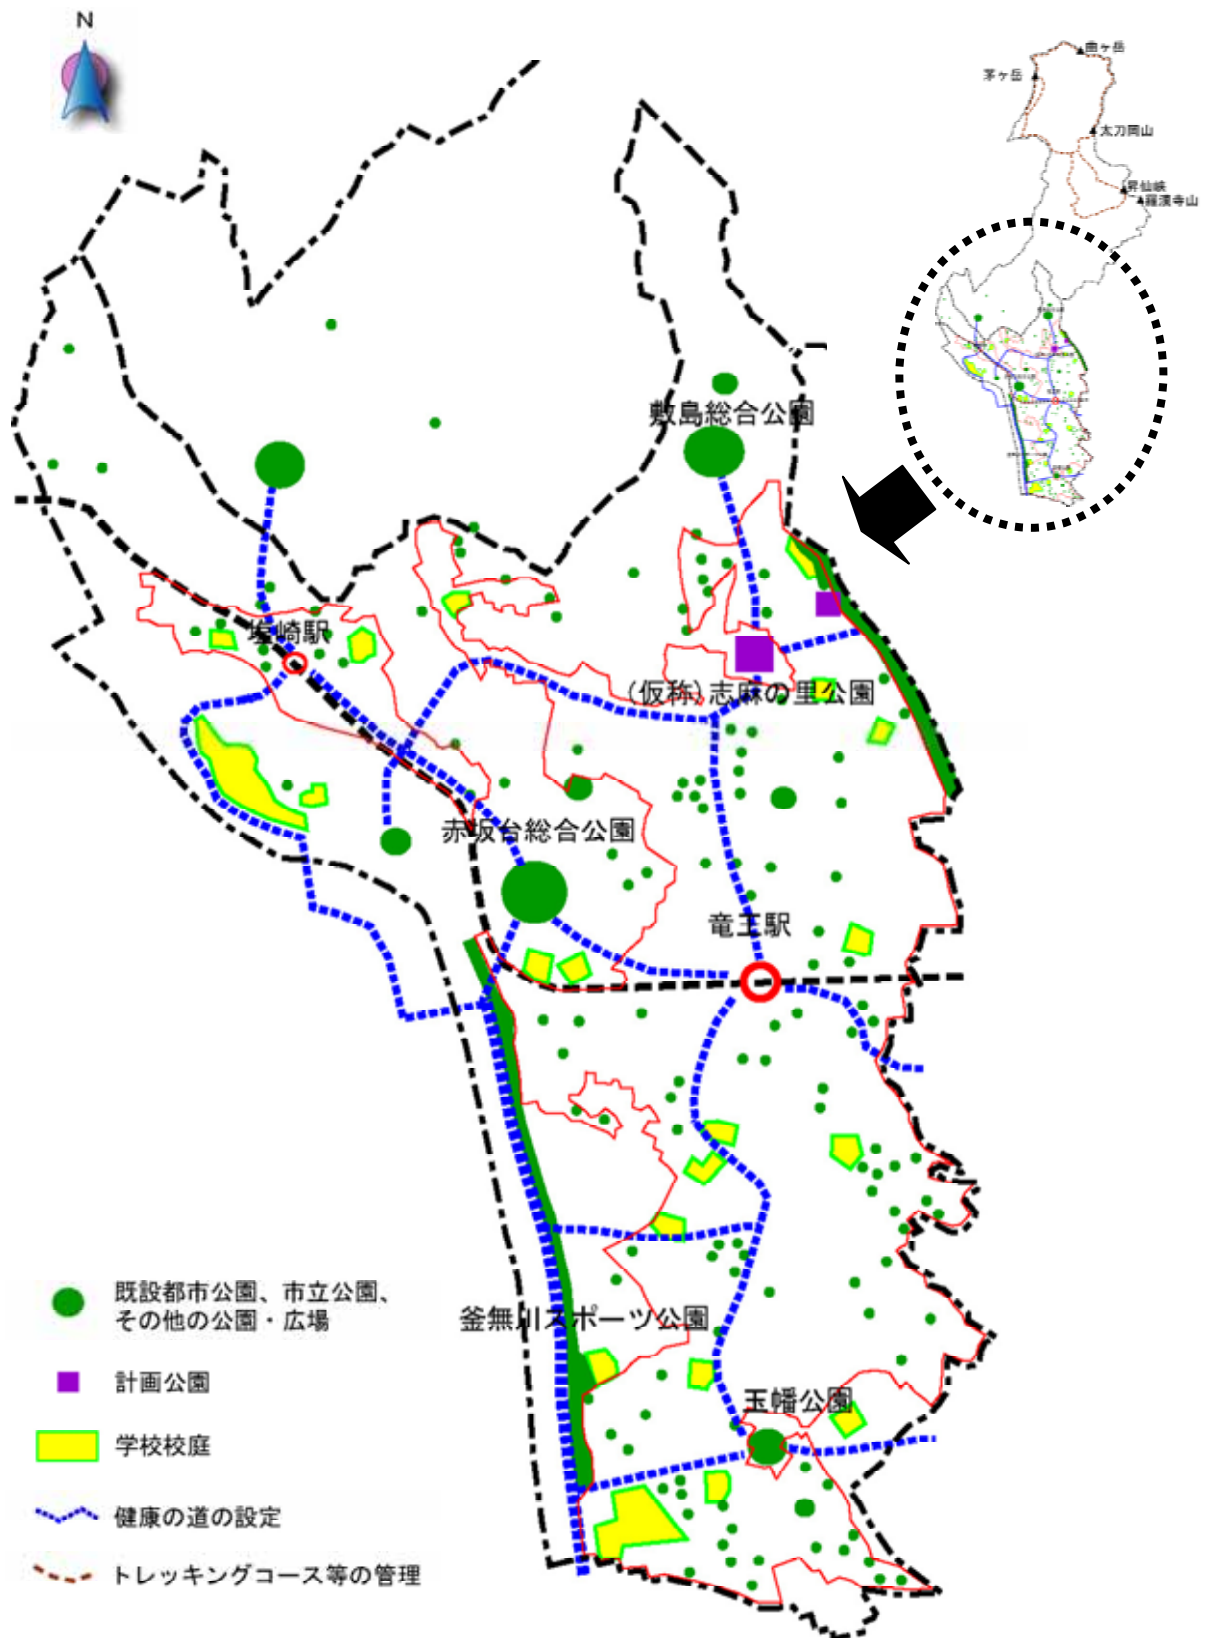 N
曲ヶ岳
茅ヶ岳
太刀岡山
昇仙峡
羅漢寺山
敷島総合公園
塩崎駅
(仮称)志麻の里公園
赤坂台総合公園
竜王駅
釜無川スポーツ公園
玉幡公園
既設都市公園、市立公園、
その他の公園・広場
計画公園
学校校庭
健康の道の設定
トレッキングコース等の管理